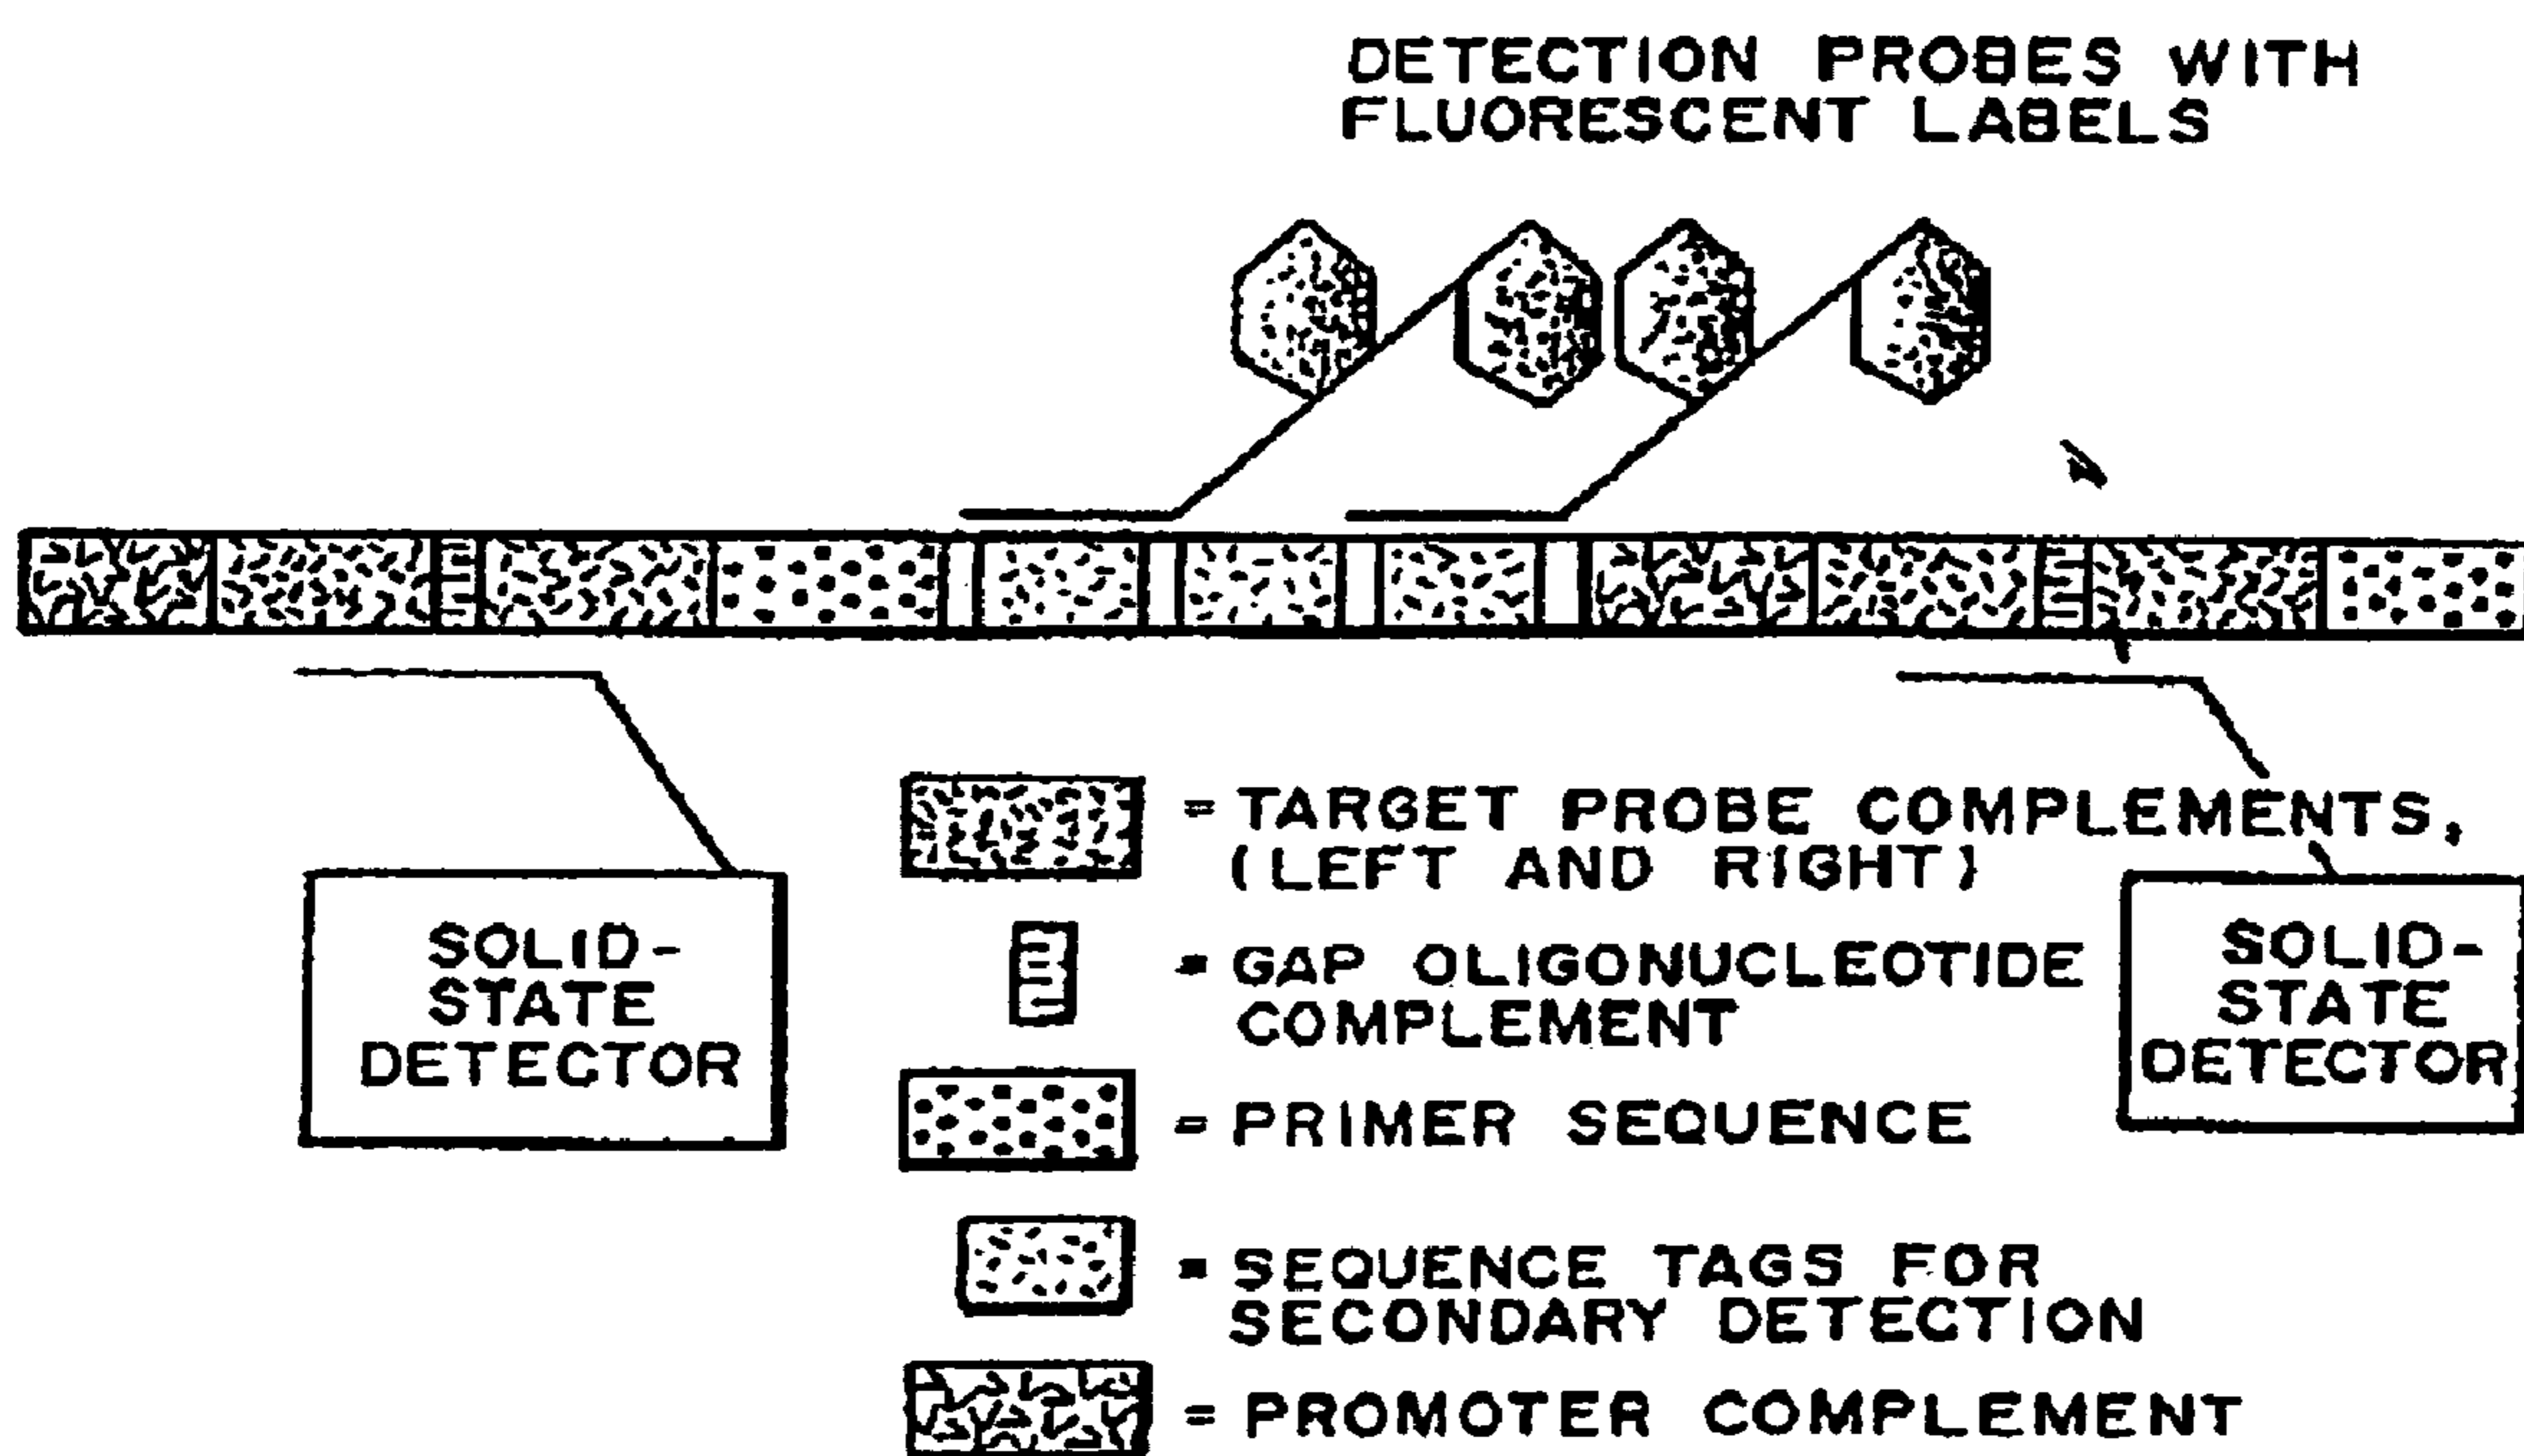 DETECTION PROBES WITH
FLUORESCENT LABELS
= TARGET PROBE COMPLEMENTS,
(LEFT AND RIGHT)
SOLID-
STATE
DETECTOR
= GAP OLIGONUCLEOTIDE
COMPLEMENT
SOLID-
STATE
DETECTOR
= PRIMER SEQUENCE
= SEQUENCE TAGS FOR
SECONDARY DETECTION
= PROMOTER COMPLEMENT